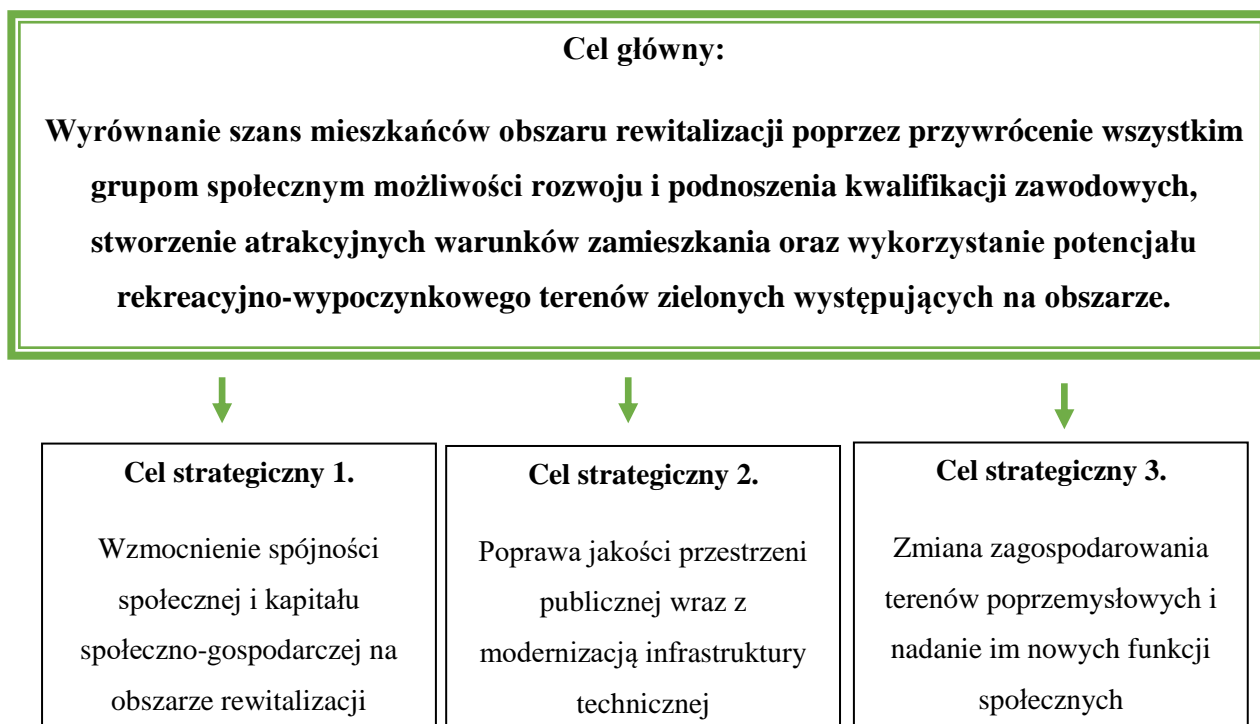 Cel główny:
Wyrównanie szans mieszkańców obszaru rewitalizacji poprzez przywrócenie wszystkim
grupom społecznym możliwości rozwoju i podnoszenia kwalifikacji zawodowych,
stworzenie atrakcyjnych warunków zamieszkania oraz wykorzystanie potencjału
rekreacyjno-wypoczynkowego terenów zielonych występujących na obszarze.
Cel strategiczny 1.
Wzmocnienie spójności
społecznej i kapitału
społeczno-gospodarczej na
obszarze rewitalizacji
Cel strategiczny 2.
Poprawa jakości przestrzeni
publicznej wraz z
modernizacją infrastruktury
technicznej
Cel strategiczny 3.
Zmiana zagospodarowania
terenów poprzemysłowych i
nadanie im nowych funkcji
społecznych